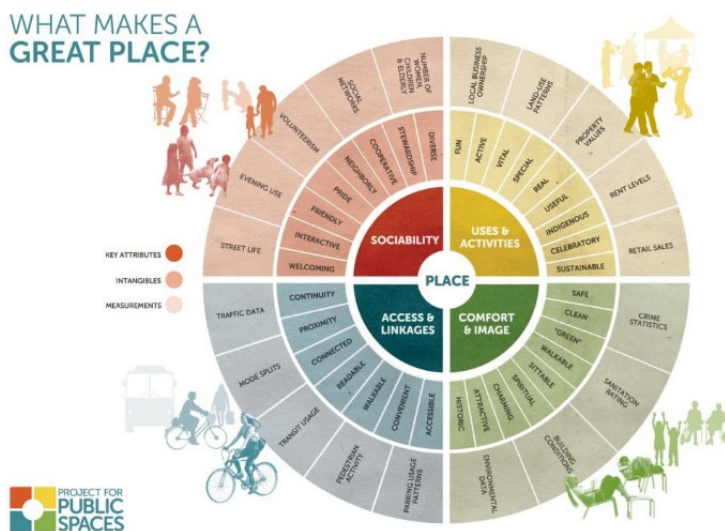 WHAT MAKES A
GREAT PLACE?
KEY ATTRIBUTES
INTANGIBLES
MEASUREMENTS
PLACE
SOCIABILITY
WELCOMING
INTERACTIVE
FRIENDLY
PRIDE
NEIGHBORLY
COOPERATIVE
STEWARDSHIP
DIVERSE
STREET LIFE
EVENING USE
VOLUNTEERISM
SOCIAL
NETWORKS
NUMBER OF
WOMEN,
CHILDREN
& ELDERLY
USES &
ACTIVITIES
FUN
ACTIVE
VITAL
SPECIAL
REAL
USEFUL
INDIGENOUS
CELEBRATORY
SUSTAINABLE
LOCAL BUSINESS
OWNERSHIP
LAND-USE
PATTERNS
PROPERTY
VALUES
RENT LEVELS
RETAIL SALES
ACCESS &
LINKAGES
CONTINUITY
PROXIMITY
CONNECTED
READABLE
WALKABLE
CONVENIENT
ACCESSIBLE
TRAFFIC DATA
MODE SPLITS
TRANSIT USAGE
PEDESTRIAN
ACTIVITY
PARKING USAGE
PATTERNS
COMFORT
& IMAGE
SAFE
CLEAN
"GREEN"
WALKABLE
SITTABLE
SPIRITUAL
CHARMING
ATTRACTIVE
HISTORIC
CRIME
STATISTICS
SANITATION
RATING
BUILDING
CONDITIONS
ENVIRONMENTAL
DATA
PROJECT FOR
PUBLIC
SPACES